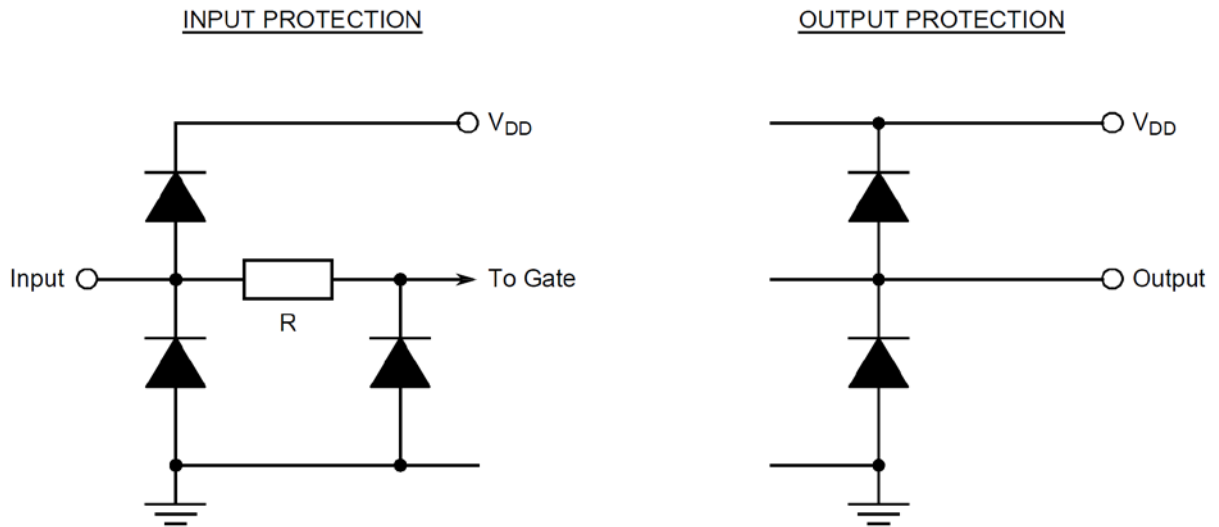 INPUT PROTECTION
OUTPUT PROTECTION
VDD
VDD
Input
R
To Gate
Output